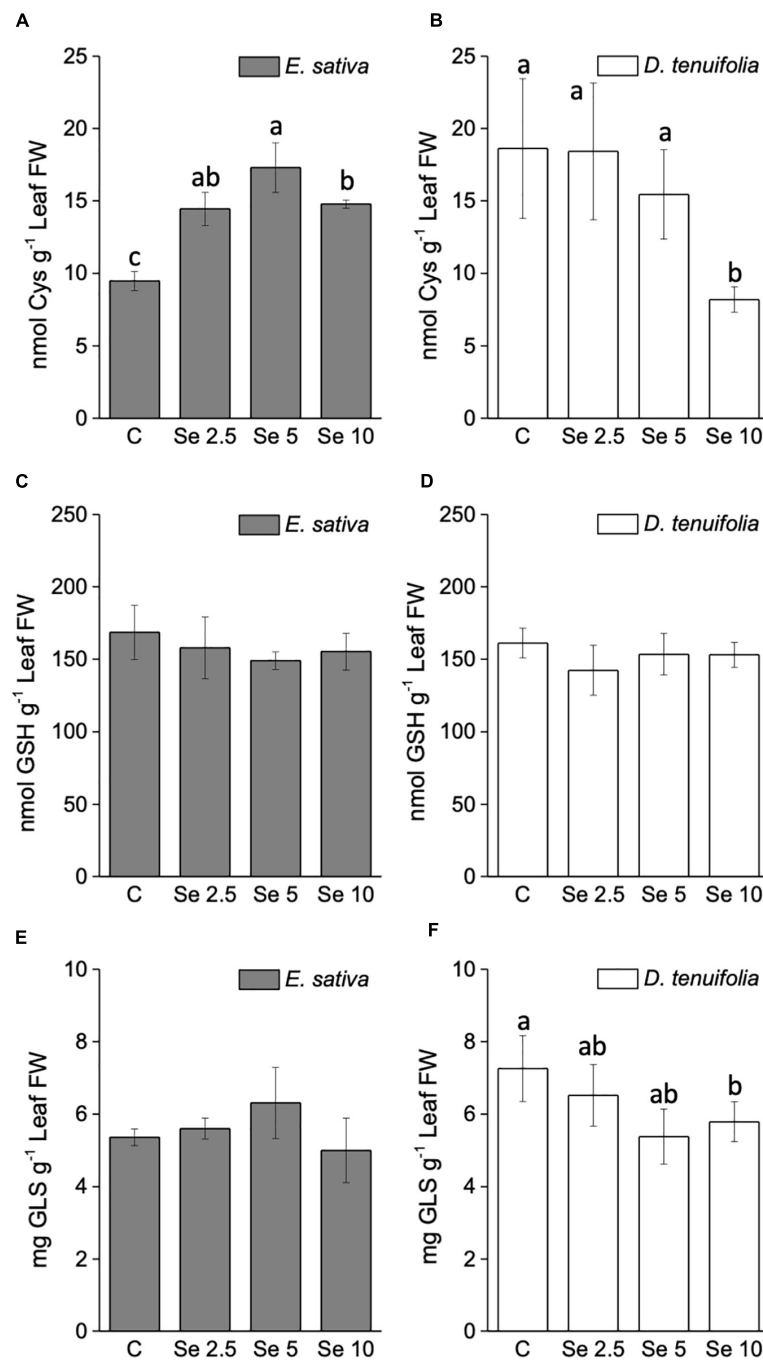 A
E. sativa
nmol Cys g⁻¹ Leaf FW
25
20
15
10
5
0
c
ab
a
b
C Se 2.5 Se 5 Se 10
B
D. tenuifolia
nmol Cys g⁻¹ Leaf FW
25
20
15
10
5
0
a
a
a
b
C Se 2.5 Se 5 Se 10
C
E. sativa
nmol GSH g⁻¹ Leaf FW
250
200
150
100
50
0
C Se 2.5 Se 5 Se 10
D
D. tenuifolia
nmol GSH g⁻¹ Leaf FW
250
200
150
100
50
0
C Se 2.5 Se 5 Se 10
E
E. sativa
mg GLS g⁻¹ Leaf FW
10
8
6
4
2
0
C Se 2.5 Se 5 Se 10
F
D. tenuifolia
mg GLS g⁻¹ Leaf FW
10
8
6
4
2
0
a
ab
ab
b
C Se 2.5 Se 5 Se 10